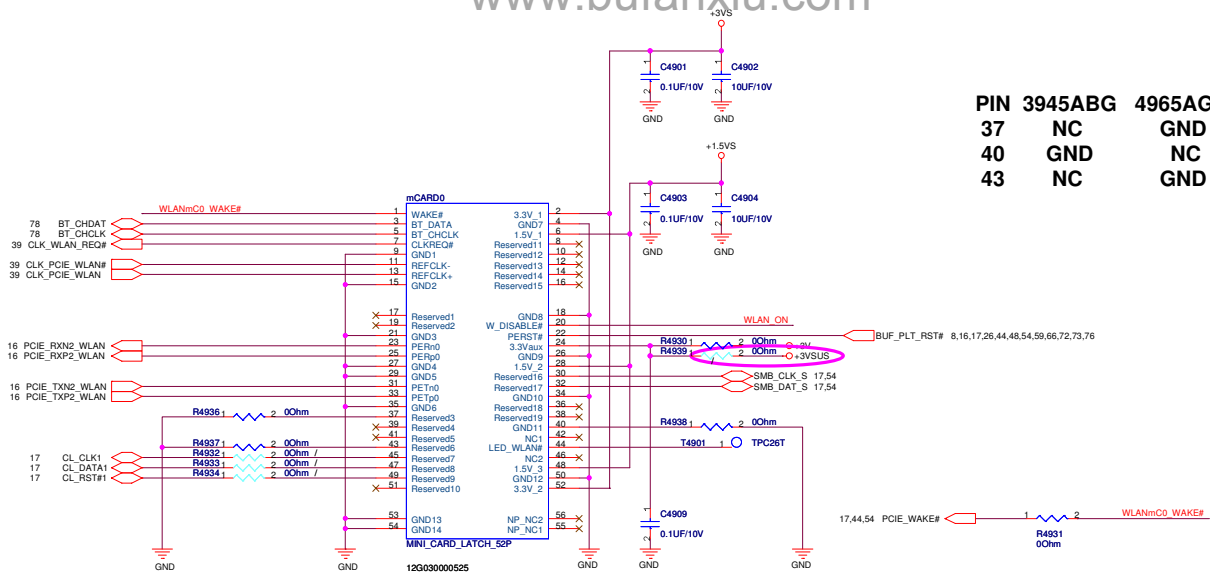 www.bufanxiu.com
+3VS
C4901
0.1UF/10V
C4902
10UF/10V
GND
GND
PIN 3945ABG 4965AG
37 NC GND
40 GND NC
43 NC GND
+1.5VS
C4903
0.1UF/10V
C4904
10UF/10V
GND
GND
mCARD0
WLANmC0_WAKE#
78 BT_CHDAT
78 BT_CHCLK
39 CLK_WLAN_REQ#
39 CLK_PCIE_WLAN#
39 CLK_PCIE_WLAN
16 PCIE_RXN2_WLAN
16 PCIE_RXP2_WLAN
16 PCIE_TXN2_WLAN
16 PCIE_TXP2_WLAN
R4936 1 2 0Ohm
R4937 1 2 0Ohm
17 CL_CLK1 R4932 1 2 0Ohm /
17 CL_DATA1 R4933 1 2 0Ohm /
17 CL_RST#1 R4934 1 2 0Ohm /
1 WAKE# 3.3V_1 2
3 BT_DATA GND7 4
5 BT_CHCLK 1.5V_1 6
7 CLKREQ# Reserved11 8
9 GND1 Reserved12 10
11 REFCLK- Reserved13 12
13 REFCLK+ Reserved14 14
15 GND2 Reserved15 16
17 Reserved1 GND8 18
19 Reserved2 W_DISABLE# 20
21 GND3 PERST# 22
23 PERn0 3.3Vaux 24
25 PERp0 GND9 26
27 GND4 1.5V_2 28
29 GND5 Reserved16 30
31 PETn0 Reserved17 32
33 PETp0 GND10 34
35 GND6 Reserved18 36
37 Reserved3 Reserved19 38
39 Reserved4 GND11 40
41 Reserved5 NC1 42
43 Reserved6 LED_WLAN# 44
45 Reserved7 NC2 46
47 Reserved8 1.5V_3 48
49 Reserved9 GND12 50
51 Reserved10 3.3V_2 52
53 GND13 NP_NC2 56
54 GND14 NP_NC1 55
MINI_CARD_LATCH_52P
12G030000525
WLAN_ON
BUF_PLT_RST# 8,16,17,26,44,48,54,59,66,72,73,76
R4930 1 2 0Ohm +3V
R4939 1 2 0Ohm +3VSUS
/
SMB_CLK_S 17,54
SMB_DAT_S 17,54
R4938 1 2 0Ohm
T4901 1 TPC26T
1
C4909
0.1UF/10V
2
17,44,54 PCIE_WAKE# 1 2 WLANmC0_WAKE#
R4931
0Ohm
GND
GND
GND
GND
GND